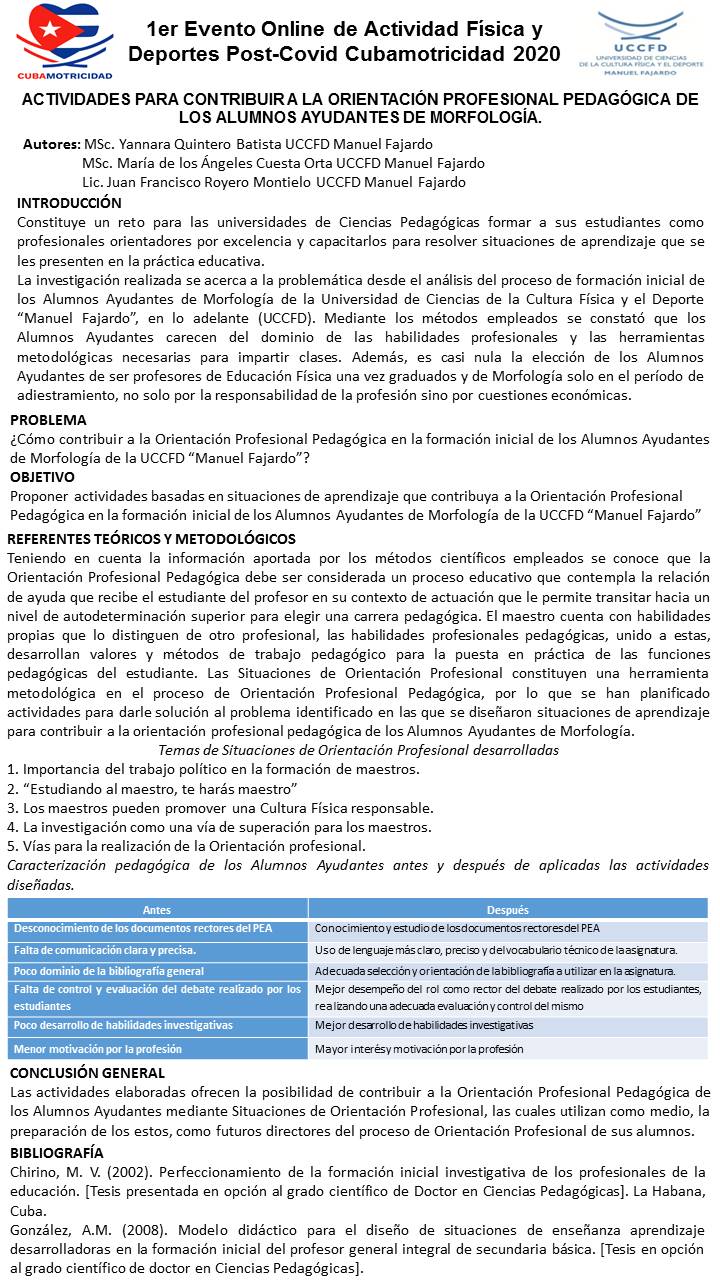 1er Evento Online de Actividad Física y
Deportes Post-Covid Cubamotricidad 2020
CUBAMOTRICIDAD
UCCFD
UNIVERSIDAD DE CIENCIAS
DE LA CULTURA FÍSICA Y EL DEPORTE
MANUEL FAJARDO
ACTIVIDADES PARA CONTRIBUIR A LA ORIENTACIÓN PROFESIONAL PEDAGÓGICA DE
LOS ALUMNOS AYUDANTES DE MORFOLOGÍA.
Autores: MSc. Yannara Quintero Batista UCCFD Manuel Fajardo
MSc. María de los Ángeles Cuesta Orta UCCFD Manuel Fajardo
Lic. Juan Francisco Royero Montielo UCCFD Manuel Fajardo
INTRODUCCIÓN
Constituye un reto para las universidades de Ciencias Pedagógicas formar a sus estudiantes como
profesionales orientadores por excelencia y capacitarlos para resolver situaciones de aprendizaje que se
les presenten en la práctica educativa.
La investigación realizada se acerca a la problemática desde el análisis del proceso de formación inicial de
los Alumnos Ayudantes de Morfología de la Universidad de Ciencias de la Cultura Física y el Deporte
“Manuel Fajardo”, en lo adelante (UCCFD). Mediante los métodos empleados se constató que los
Alumnos Ayudantes carecen del dominio de las habilidades profesionales y las herramientas
metodológicas necesarias para impartir clases. Además, es casi nula la elección de los Alumnos
Ayudantes de ser profesores de Educación Física una vez graduados y de Morfología solo en el período de
adiestramiento, no solo por la responsabilidad de la profesión sino por cuestiones económicas.
PROBLEMA
¿Cómo contribuir a la Orientación Profesional Pedagógica en la formación inicial de los Alumnos Ayudantes
de Morfología de la UCCFD “Manuel Fajardo”?
OBJETIVO
Proponer actividades basadas en situaciones de aprendizaje que contribuya a la Orientación Profesional
Pedagógica en la formación inicial de los Alumnos Ayudantes de Morfología de la UCCFD “Manuel Fajardo”
REFERENTES TEÓRICOS Y METODOLÓGICOS
Teniendo en cuenta la información aportada por los métodos científicos empleados se conoce que la
Orientación Profesional Pedagógica debe ser considerada un proceso educativo que contempla la relación
de ayuda que recibe el estudiante del profesor en su contexto de actuación que le permite transitar hacia un
nivel de autodeterminación superior para elegir una carrera pedagógica. El maestro cuenta con habilidades
propias que lo distinguen de otro profesional, las habilidades profesionales pedagógicas, unido a estas,
desarrollan valores y métodos de trabajo pedagógico para la puesta en práctica de las funciones
pedagógicas del estudiante. Las Situaciones de Orientación Profesional constituyen una herramienta
metodológica en el proceso de Orientación Profesional Pedagógica, por lo que se han planificado
actividades para darle solución al problema identificado en las que se diseñaron situaciones de aprendizaje
para contribuir a la orientación profesional pedagógica de los Alumnos Ayudantes de Morfología.
Temas de Situaciones de Orientación Profesional desarrolladas
1. Importancia del trabajo político en la formación de maestros.
2. “Estudiando al maestro, te harás maestro”
3. Los maestros pueden promover una Cultura Física responsable.
4. La investigación como una vía de superación para los maestros.
5. Vías para la realización de la Orientación profesional.
Caracterización pedagógica de los Alumnos Ayudantes antes y después de aplicadas las actividades
diseñadas.
Antes Después
Desconocimiento de los documentos rectores del PEA Conocimiento y estudio de los documentos rectores del PEA
Falta de comunicación clara y precisa. Uso de lenguaje más claro, preciso y del vocabulario técnico de la asignatura.
Poco dominio de la bibliografía general Adecuada selección y orientación de la bibliografía a utilizar en la asignatura.
Falta de control y evaluación del debate realizado por los Mejor desempeño del rol como rector del debate realizado por los estudiantes,
estudiantes realizando una adecuada evaluación y control del mismo
Poco desarrollo de habilidades investigativas Mejor desarrollo de habilidades investigativas
Menor motivación por la profesión Mayor interés y motivación por la profesión
CONCLUSIÓN GENERAL
Las actividades elaboradas ofrecen la posibilidad de contribuir a la Orientación Profesional Pedagógica de
los Alumnos Ayudantes mediante Situaciones de Orientación Profesional, las cuales utilizan como medio, la
preparación de los estos, como futuros directores del proceso de Orientación Profesional de sus alumnos.
BIBLIOGRAFÍA
Chirino, M. V. (2002). Perfeccionamiento de la formación inicial investigativa de los profesionales de la
educación. [Tesis presentada en opción al grado científico de Doctor en Ciencias Pedagógicas]. La Habana,
Cuba.
González, A.M. (2008). Modelo didáctico para el diseño de situaciones de enseñanza aprendizaje
desarrolladoras en la formación inicial del profesor general integral de secundaria básica. [Tesis en opción
al grado científico de doctor en Ciencias Pedagógicas].